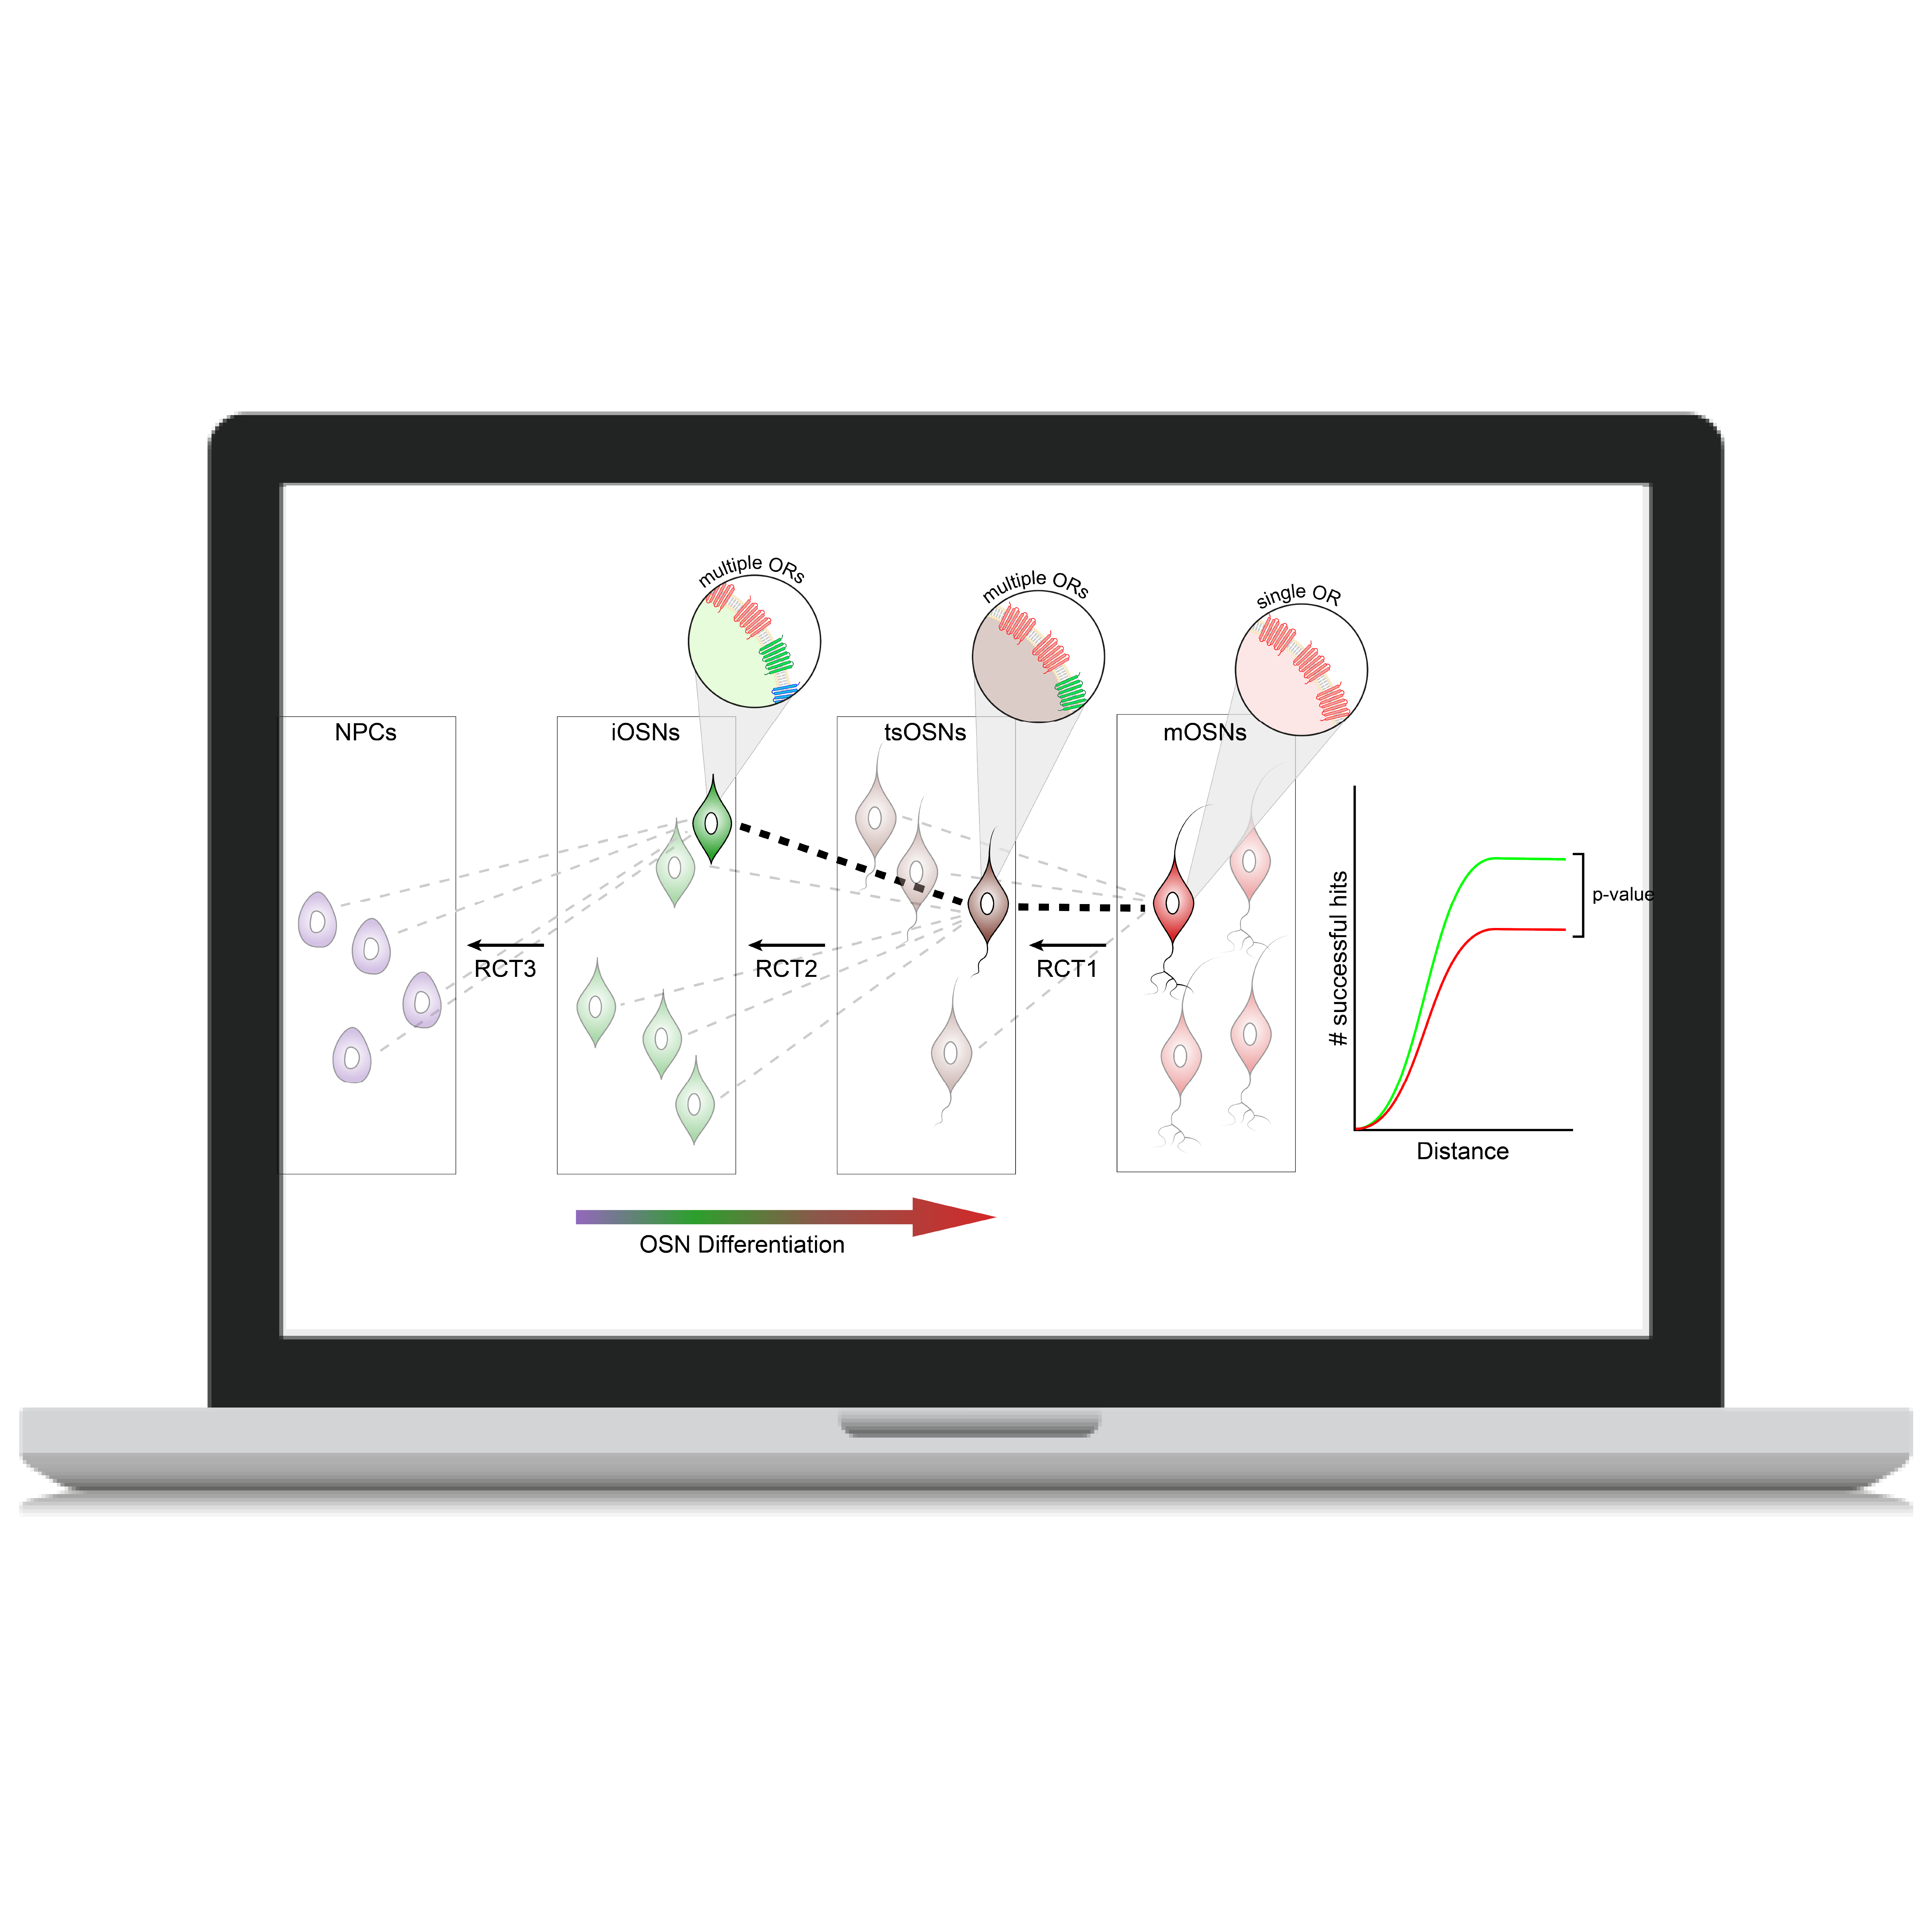 multiple ORs
multiple ORs
single OR
NPCs
iOSNs
tsOSNs
mOSNs
RCT3
RCT2
RCT1
# successful hits
p-value
Distance
OSN Differentiation